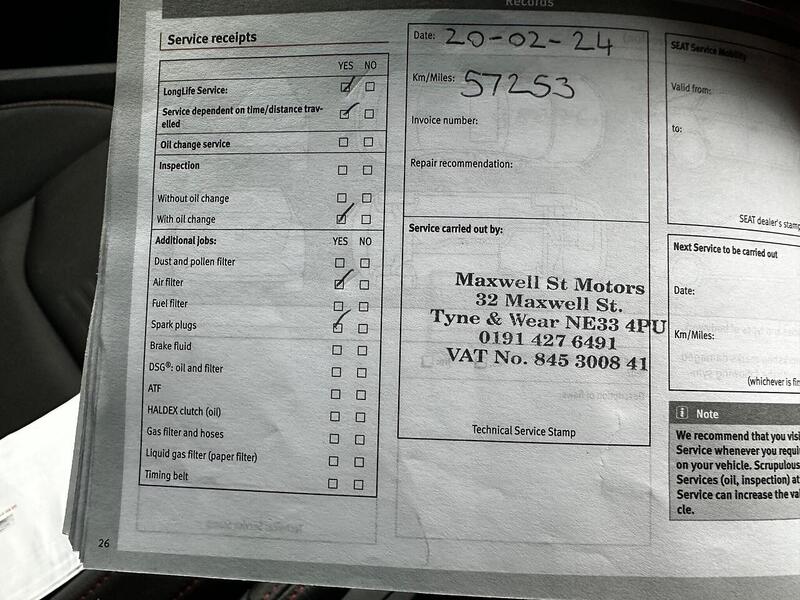 Records
Service receipts
YES NO
LongLife Service:
Service dependent on time/distance trav-
elled
Oil change service
Inspection
Without oil change
With oil change
Additional jobs: YES NO
Dust and pollen filter
Air filter
Fuel filter
Spark plugs
Brake fluid
DSG®: oil and filter
ATF
HALDEX clutch (oil)
Gas filter and hoses
Liquid gas filter (paper filter)
Timing belt
26
Date: 20-02-24
Km/Miles: 57253
Invoice number:
Repair recommendation:
Service carried out by:
Maxwell St Motors
32 Maxwell St.
Tyne & Wear NE33 4PU
0191 427 6491
VAT No. 845 3008 41
Technical Service Stamp
SEAT Service Mobility
Valid from:
to:
SEAT dealer's stamp
Next Service to be carried out
Date:
Km/Miles:
(whichever is fir
i Note
We recommend that you visi
Service whenever you requi
on your vehicle. Scrupulous
Services (oil, inspection) at
Service can increase the va
cle.